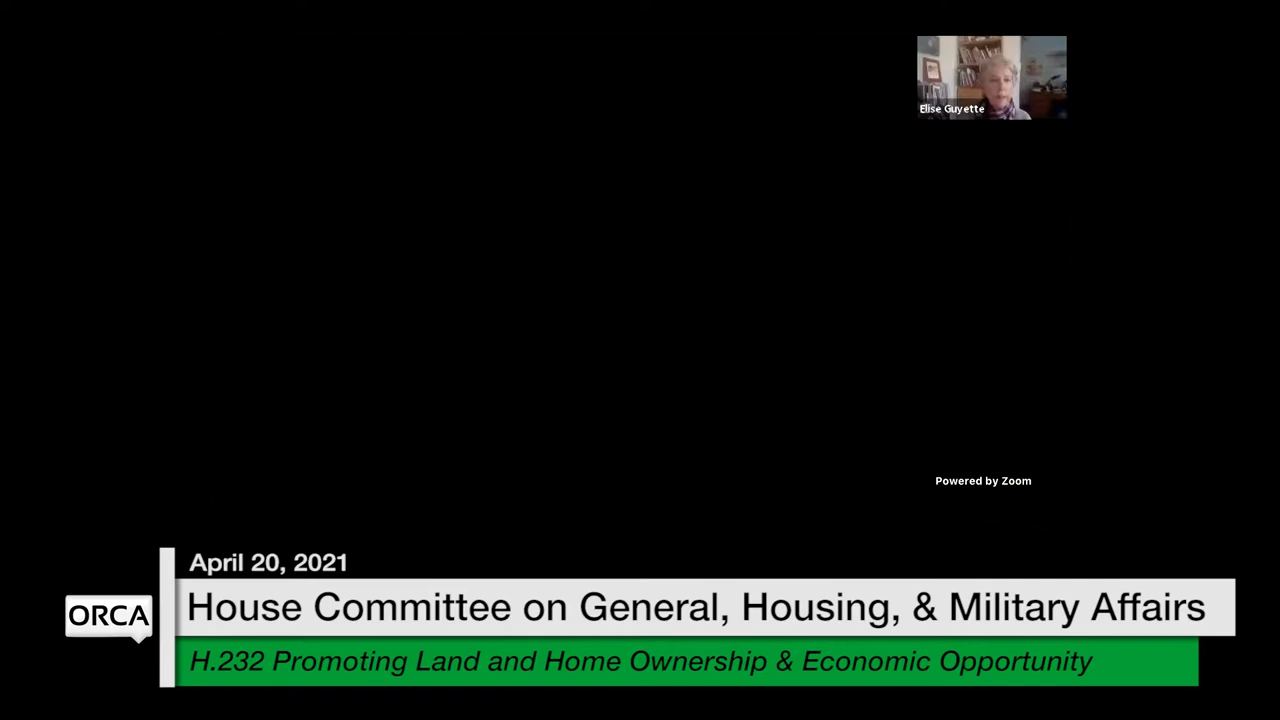 Elise Guyette
Powered by Zoom
April 20, 2021
House Committee on General, Housing, & Military Affairs
ORCA
H.232 Promoting Land and Home Ownership & Economic Opportunity